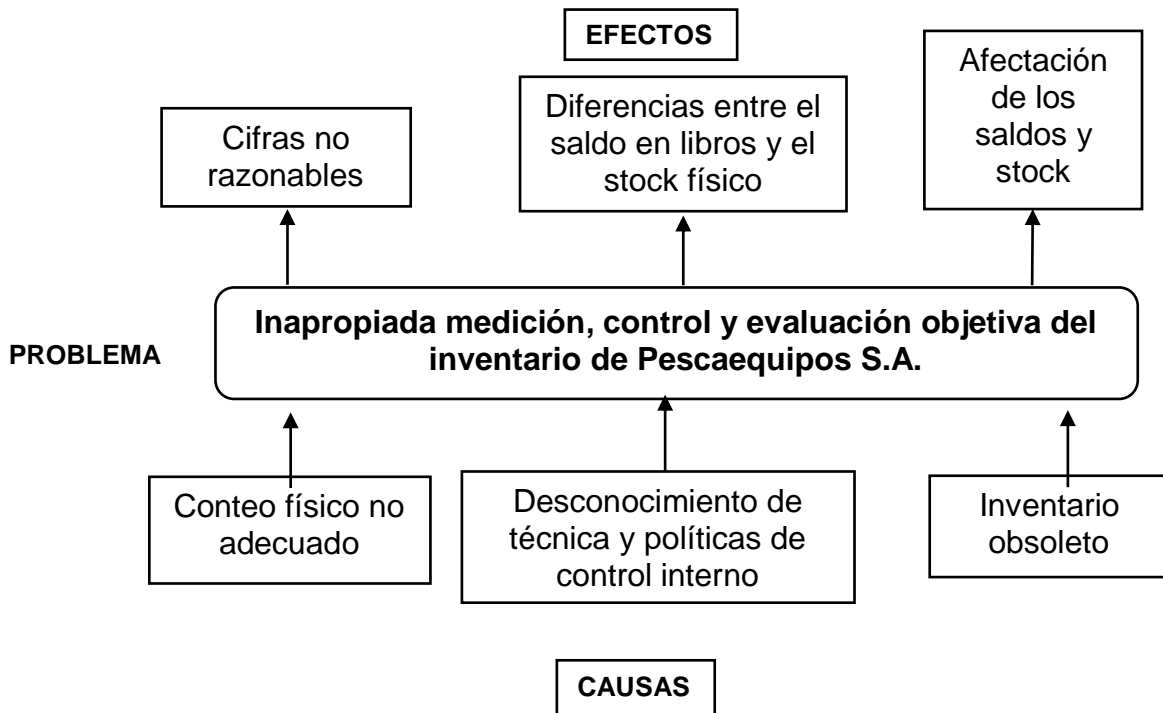 EFECTOS
Cifras no
razonables
Diferencias entre el
saldo en libros y el
stock físico
Afectación
de los
saldos y
stock
PROBLEMA
Inapropiada medición, control y evaluación objetiva del
inventario de Pescaequipos S.A.
Conteo físico no
adecuado
Desconocimiento de
técnica y políticas de
control interno
Inventario
obsoleto
CAUSAS